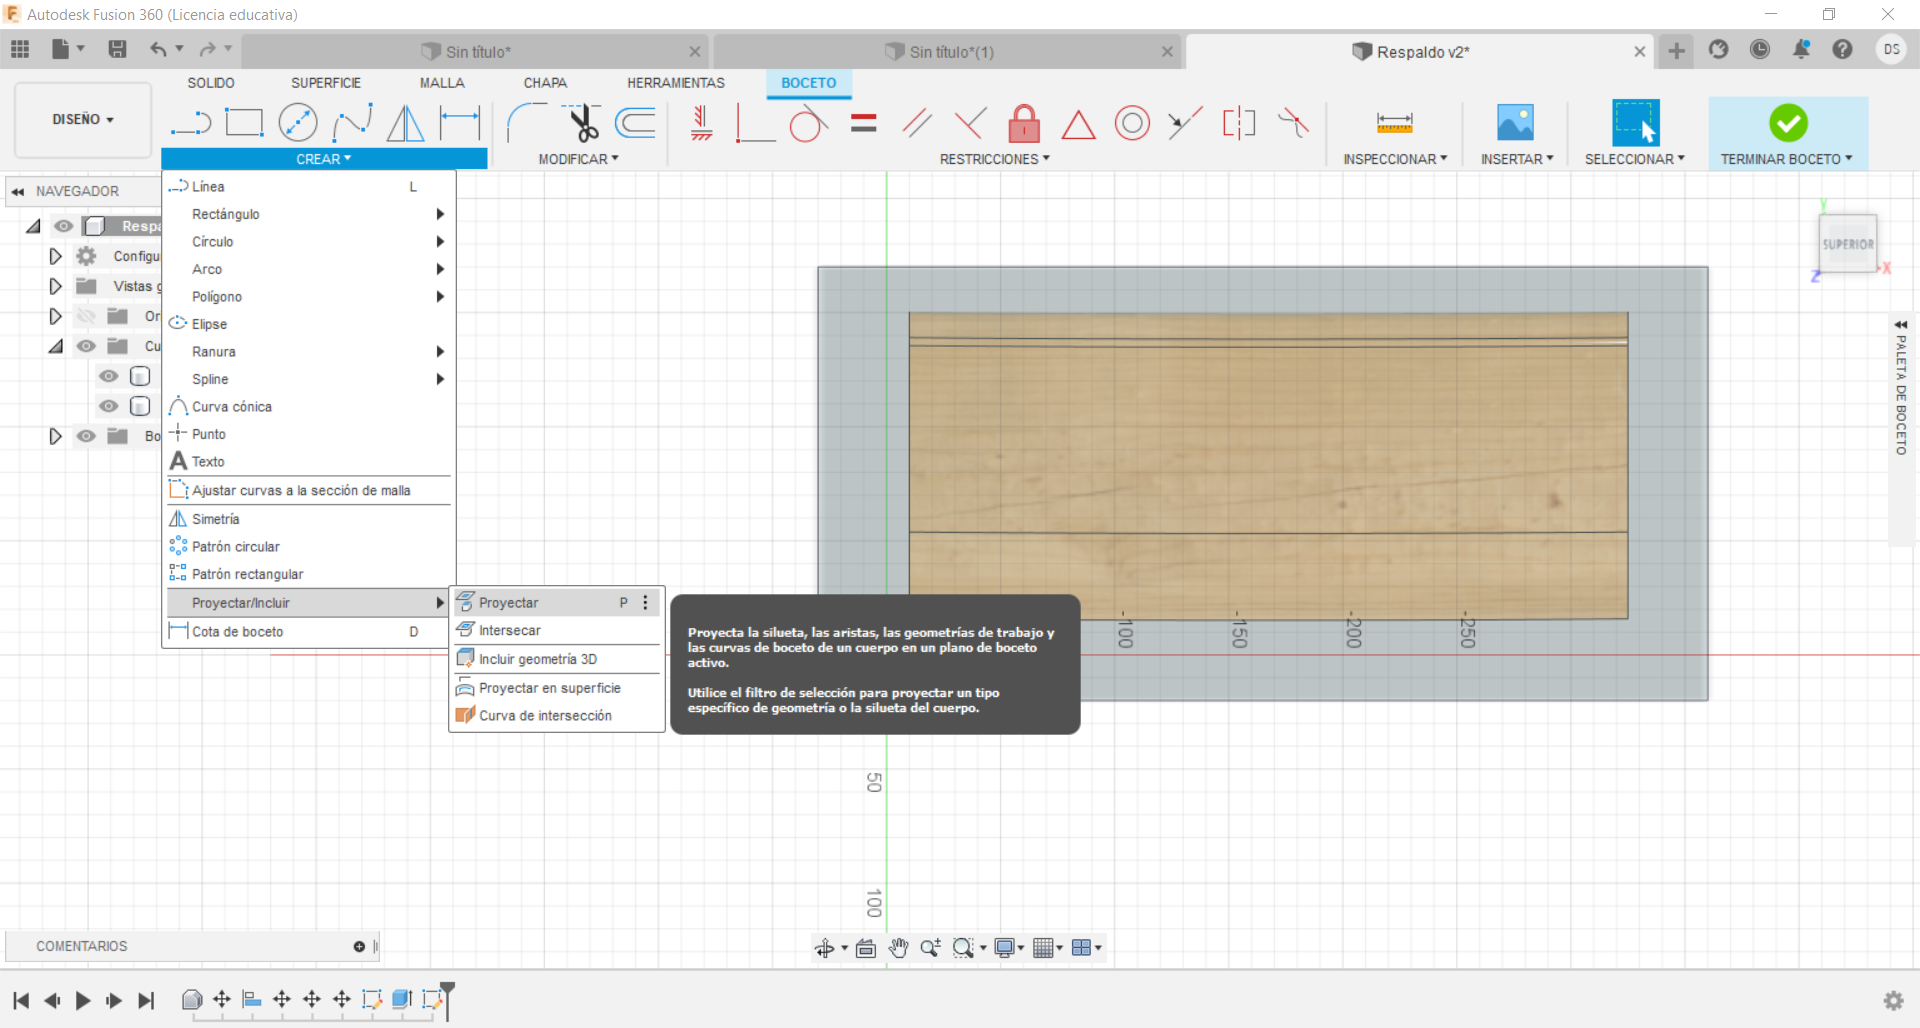 Autodesk Fusion 360 (Licencia educativa)
Sin título*
Sin título*(1)
Respaldo v2*
DS
DISEÑO
SOLIDO
SUPERFICIE
MALLA
CHAPA
HERRAMIENTAS
BOCETO
CREAR
MODIFICAR
RESTRICCIONES
INSPECCIONAR
INSERTAR
SELECCIONAR
TERMINAR BOCETO
NAVEGADOR
Respa
Configu
Vistas g
Or
Cu
Bo
Línea L
Rectángulo
Círculo
Arco
Polígono
Elipse
Ranura
Spline
Curva cónica
Punto
Texto
Ajustar curvas a la sección de malla
Simetría
Patrón circular
Patrón rectangular
Proyectar/Incluir
Cota de boceto D
Proyectar P
Intersecar
Incluir geometría 3D
Proyectar en superficie
Curva de intersección
Proyecta la silueta, las aristas, las geometrías de trabajo y
las curvas de boceto de un cuerpo en un plano de boceto
activo.
Utilice el filtro de selección para proyectar un tipo
específico de geometría o la silueta del cuerpo.
-100
-150
-200
-250
50
100
Y
SUPERIOR
Z
X
PALETA DE BOCETO
COMENTARIOS